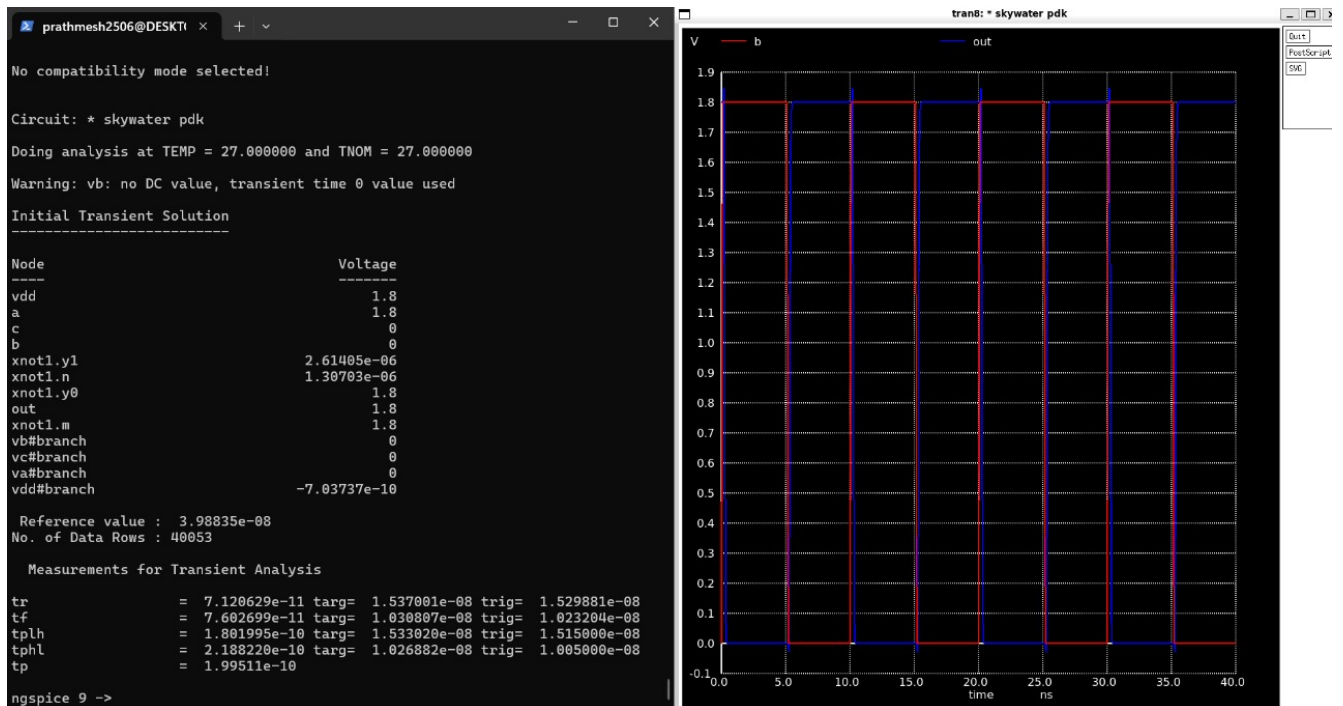 prathmesh2506@DESKT
No compatibility mode selected!
Circuit: * skywater pdk
Doing analysis at TEMP = 27.000000 and TNOM = 27.000000
Warning: vb: no DC value, transient time 0 value used
Initial Transient Solution
--------------------------
Node Voltage
---- -------
vdd 1.8
a 1.8
c 0
b 0
xnot1.y1 2.61405e-06
xnot1.n 1.30703e-06
xnot1.y0 1.8
out 1.8
xnot1.m 1.8
vb#branch 0
vc#branch 0
va#branch 0
vdd#branch -7.03737e-10
Reference value : 3.98835e-08
No. of Data Rows : 40053
Measurements for Transient Analysis
tr = 7.120629e-11 targ= 1.537001e-08 trig= 1.529881e-08
tf = 7.602699e-11 targ= 1.030807e-08 trig= 1.023204e-08
tplh = 1.801995e-10 targ= 1.533020e-08 trig= 1.515000e-08
tphl = 2.188220e-10 targ= 1.026882e-08 trig= 1.005000e-08
tp = 1.99511e-10
ngspice 9 ->
tran8: * skywater pdk
Quit
PostScript
SVG
V b out
1.9
1.8
1.7
1.6
1.5
1.4
1.3
1.2
1.1
1.0
0.9
0.8
0.7
0.6
0.5
0.4
0.3
0.2
0.1
0.0
-0.1
0.0 5.0 10.0 15.0 20.0 25.0 30.0 35.0 40.0
time ns